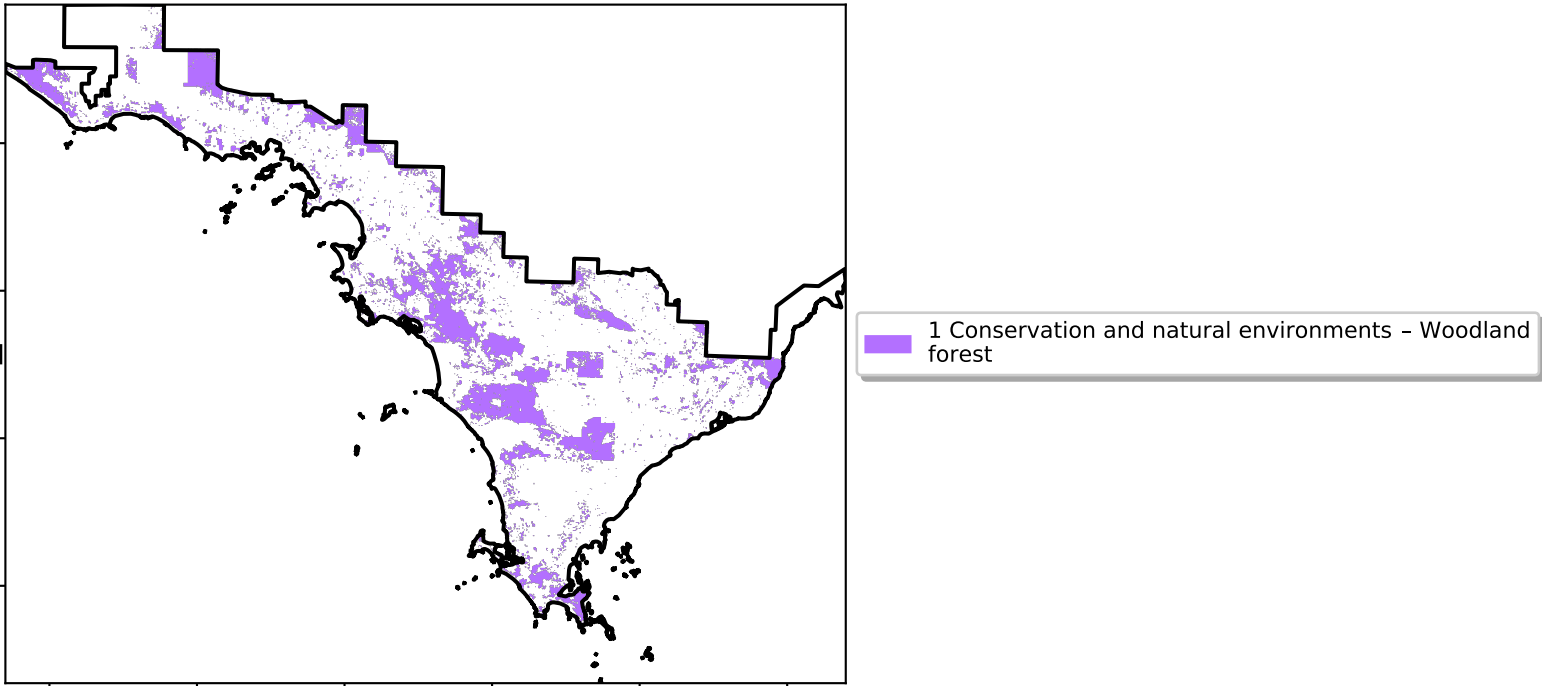 1 Conservation and natural environments – Woodland
forest